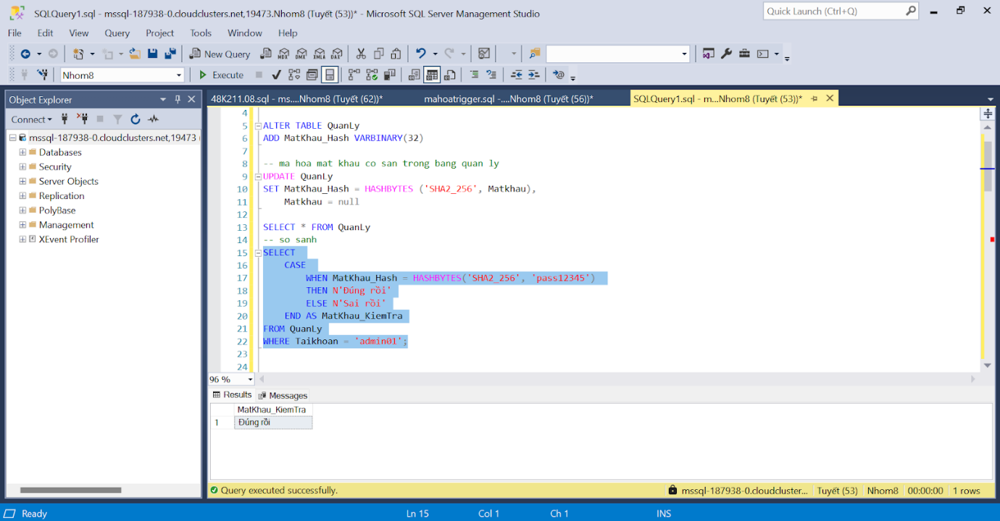 SQLQuery1.sql - mssql-187938-0.cloudclusters.net,19473.Nhom8 (Tuyết (53))* - Microsoft SQL Server Management Studio
Quick Launch (Ctrl+Q)
File Edit View Query Project Tools Window Help
New Query
MDX DMX XMLA DAX
Nhom8
Execute
Object Explorer
48K211.08.sql - ms....Nhom8 (Tuyết (62))*
mahoatrigger.sql -....Nhom8 (Tuyết (56))*
SQLQuery1.sql - m...Nhom8 (Tuyết (53))*
Connect
mssql-187938-0.cloudclusters.net,19473
Databases
Security
Server Objects
Replication
PolyBase
Management
XEvent Profiler
4
5 ALTER TABLE QuanLy
6 ADD MatKhau_Hash VARBINARY(32)
7
8 -- ma hoa mat khau co san trong bang quan ly
9 UPDATE QuanLy
10 SET MatKhau_Hash = HASHBYTES ('SHA2_256', Matkhau),
11 Matkhau = null
12
13 SELECT * FROM QuanLy
14 -- so sanh
15 SELECT
16 CASE
17 WHEN MatKhau_Hash = HASHBYTES('SHA2_256', 'pass12345')
18 THEN N'Đúng rồi'
19 ELSE N'Sai rồi'
20 END AS MatKhau_KiemTra
21 FROM QuanLy
22 WHERE Taikhoan = 'admin01';
23
24
96 %
Results Messages
MatKhau_KiemTra
1 Đúng rồi
Query executed successfully.
mssql-187938-0.cloudcluster... Tuyết (53) Nhom8 00:00:00 1 rows
Ready Ln 15 Col 1 Ch 1 INS